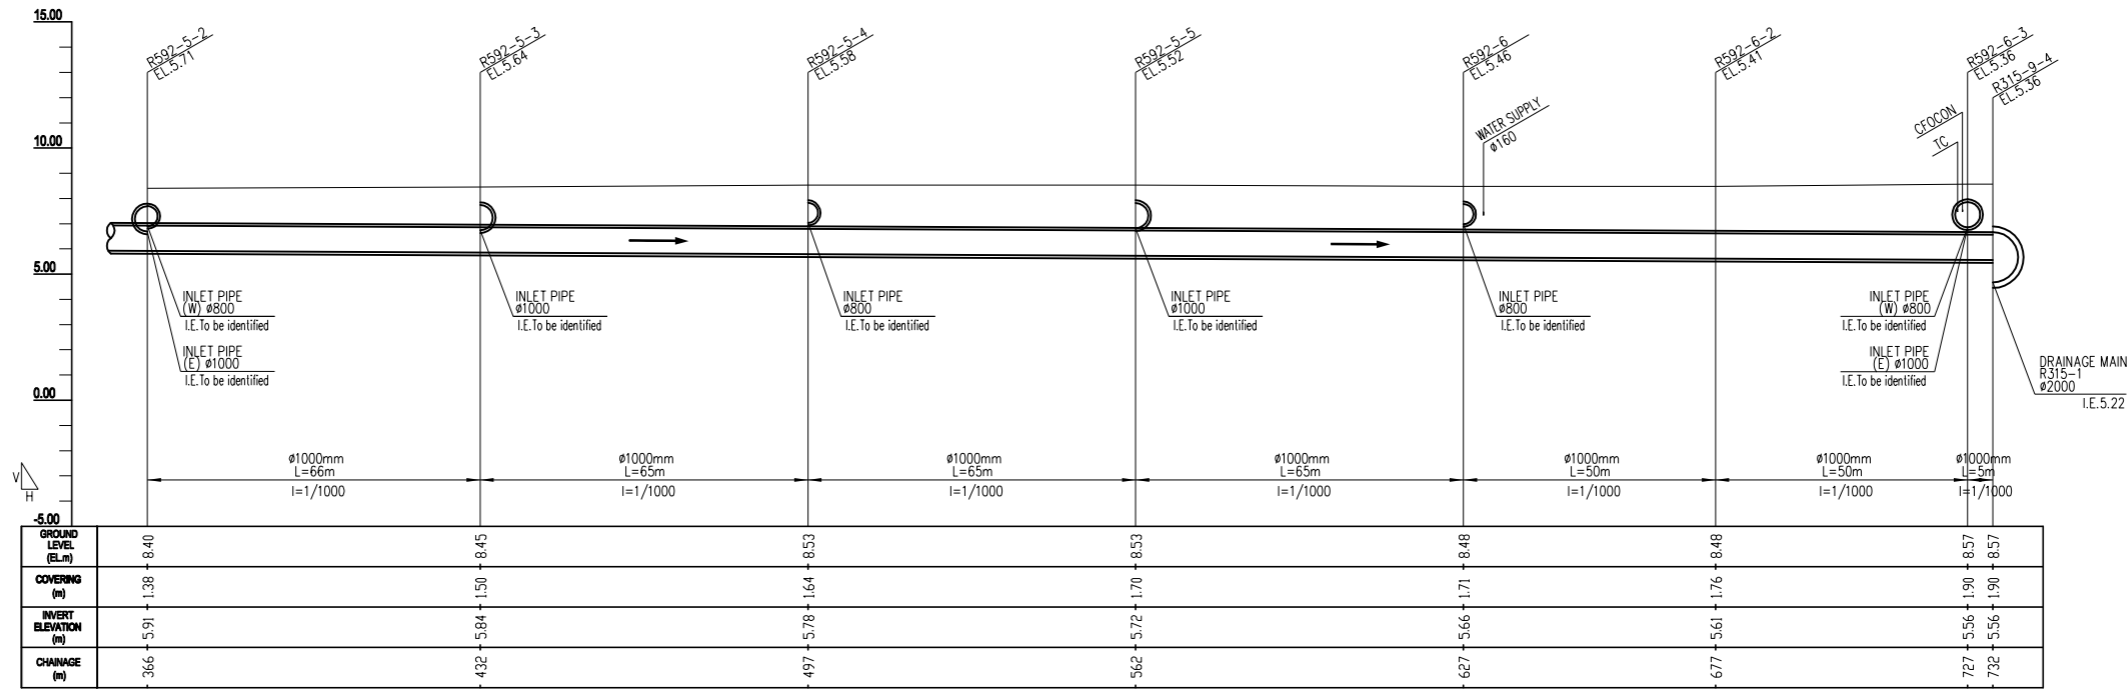 15.00
10.00
5.00
0.00
-5.00
R592-5-2
EL.5.71
R592-5-3
EL.5.64
R592-5-4
EL.5.58
R592-5-5
EL.5.52
R592-6
EL.5.46
R592-6-2
EL.5.41
R592-6-3
EL.5.36
R315-9-4
EL.5.36
WATER SUPPLY
ø160
CFOCON
TC
INLET PIPE
(W) ø800
I.E.To be identified
INLET PIPE
(E) ø1000
I.E.To be identified
INLET PIPE
ø1000
I.E.To be identified
INLET PIPE
ø800
I.E.To be identified
INLET PIPE
ø1000
I.E.To be identified
INLET PIPE
ø800
I.E.To be identified
INLET PIPE
(W) ø800
I.E.To be identified
INLET PIPE
(E) ø1000
I.E.To be identified
DRAINAGE MAIN
R315-1
ø2000
I.E.5.22
V
H
ø1000mm
L=66m
I=1/1000
ø1000mm
L=65m
I=1/1000
ø1000mm
L=65m
I=1/1000
ø1000mm
L=65m
I=1/1000
ø1000mm
L=50m
I=1/1000
ø1000mm
L=50m
I=1/1000
ø1000mm
L=5m
I=1/1000
GROUND
LEVEL
(EL.m)
8.40 8.45 8.53 8.53 8.48 8.48 8.57 8.57
COVERING
(m)
1.38 1.50 1.64 1.70 1.71 1.76 1.90 1.90
INVERT
ELEVATION
(m)
5.91 5.84 5.78 5.72 5.66 5.61 5.56 5.56
CHAINAGE
(m)
366 432 497 562 627 677 727 732